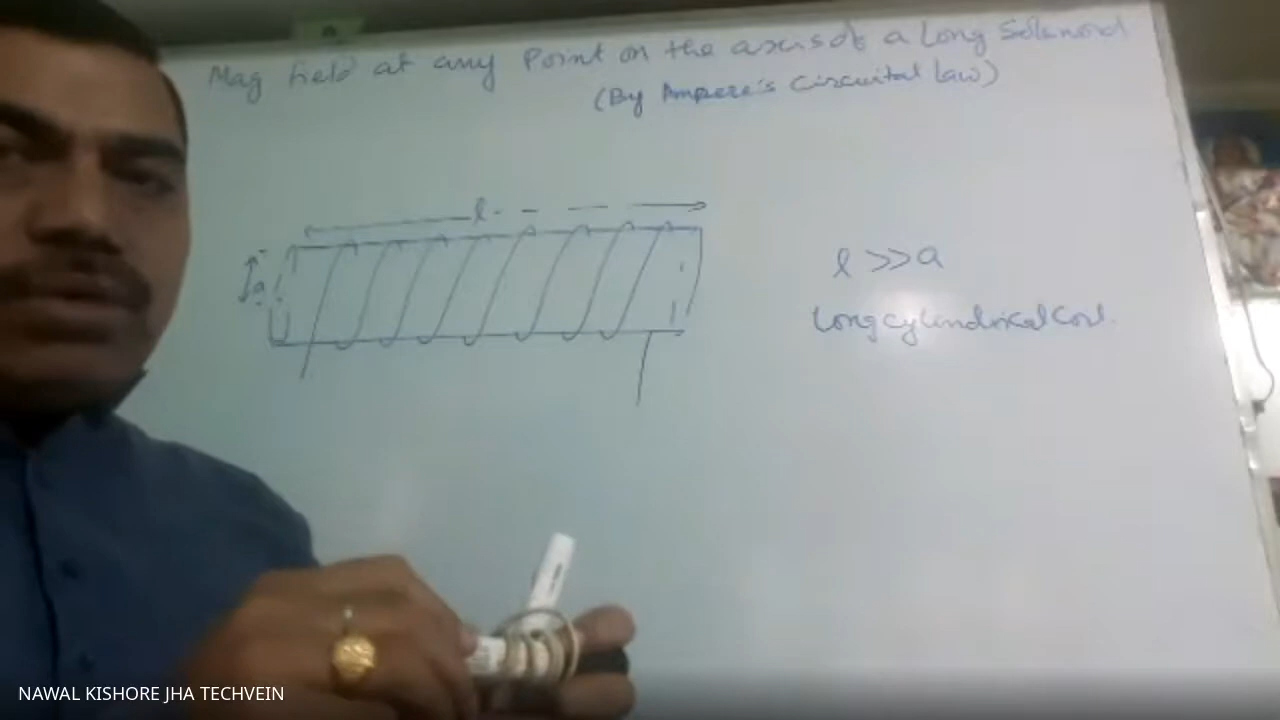 Mag field at any Point on the axis of a Long Solenoid
(By Ampere's Circuital Law)
l
a
l >> a
Long cylindrical Coil.
NAWAL KISHORE JHA TECHVEIN